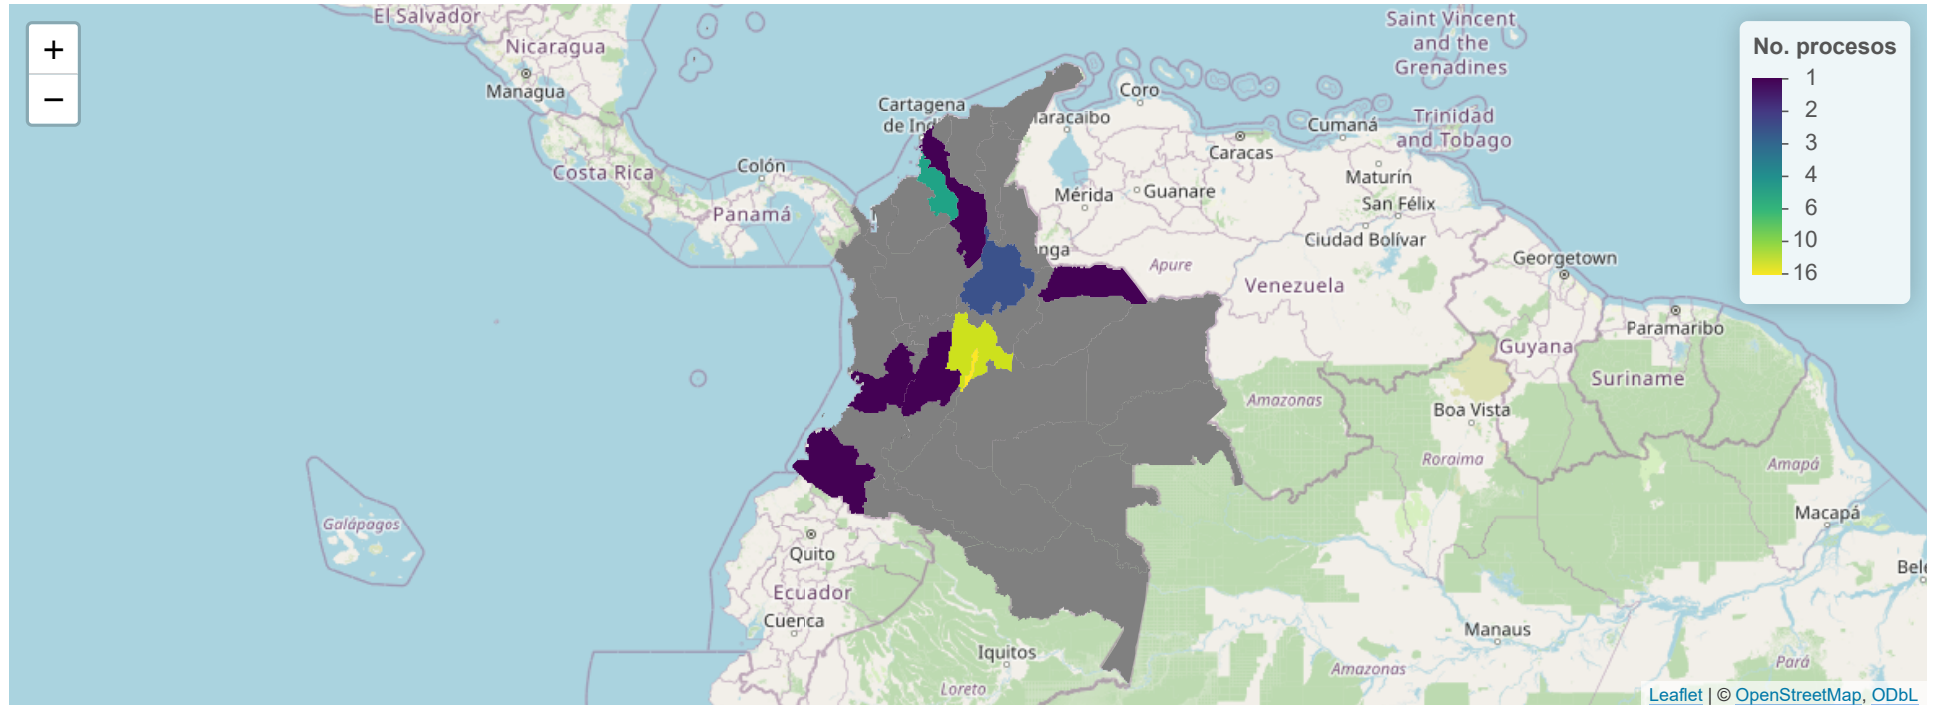 +
−
El Salvador
Nicaragua
Managua
Costa Rica
Colón
Panamá
Cartagena
de Ind
aracaibo
Coro
Caracas
Cumaná
Saint Vincent
and the
Grenadines
Trinidad
and Tobago
Maturín
Mérida
Guanare
San Félix
Ciudad Bolívar
nga
Apure
Venezuela
Georgetown
Paramaribo
Guyana
Suriname
Amazonas
Boa Vista
Roraima
Amapá
Macapá
Galápagos
Quito
Ecuador
Cuenca
Iquitos
Loreto
Manaus
Amazonas
Pará
Bel
No. procesos
1
2
3
4
6
10
16
Leaflet | © OpenStreetMap, ODbL